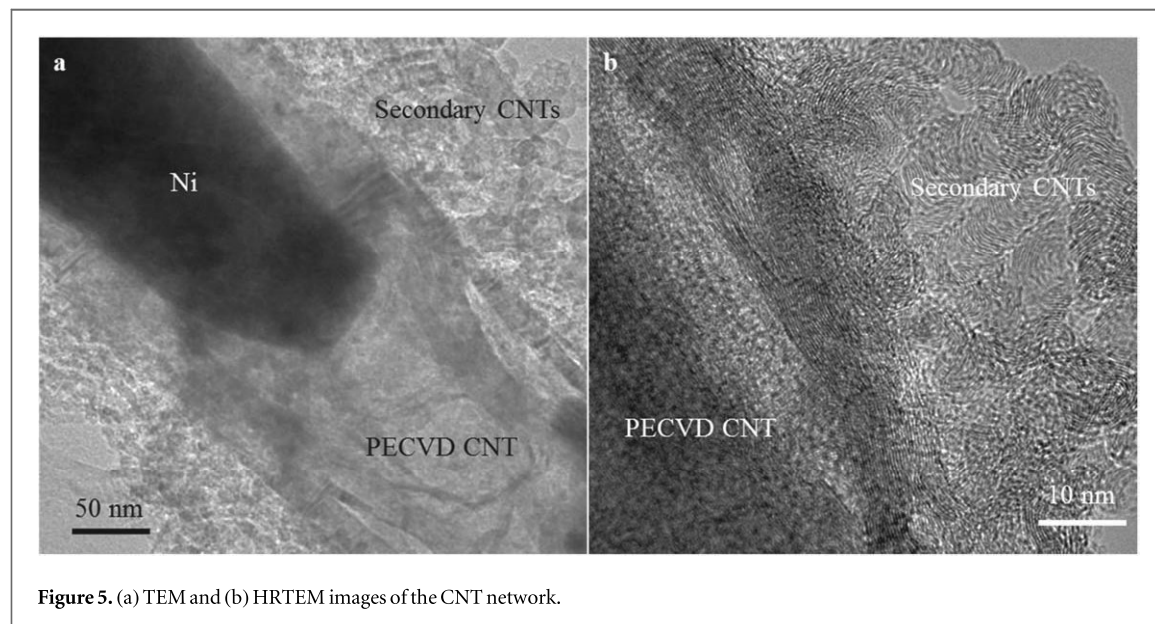 a
Secondary CNTs
Ni
PECVD CNT
50 nm
b
Secondary CNTs
PECVD CNT
10 nm
Figure 5. (a) TEM and (b) HRTEM images of the CNT network.